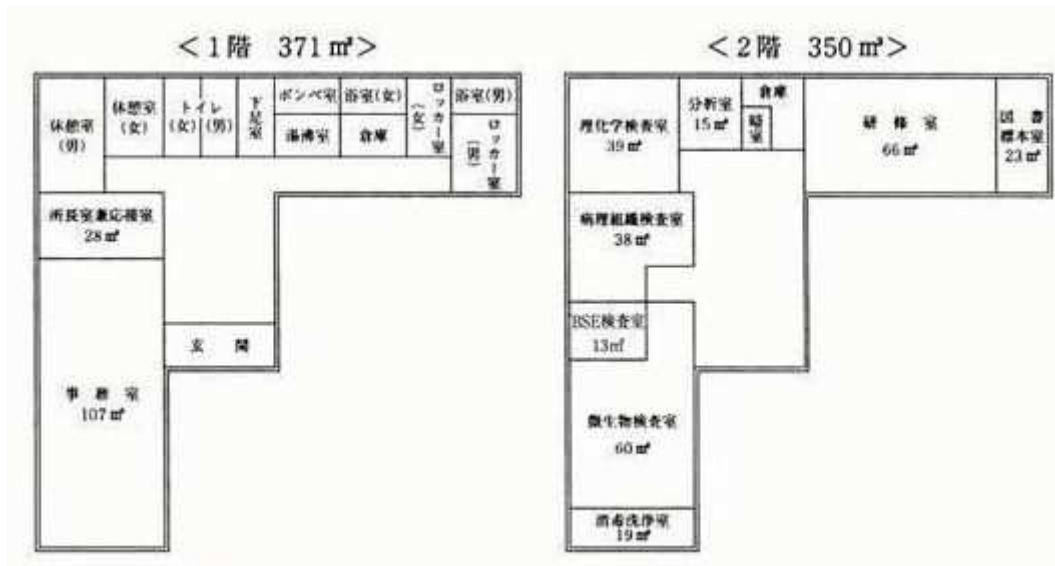 ＜1階 371㎡＞
休憩室
(男)
休憩室
(女)
トイレ
(女)
(男)
下足室
ボンベ室
浴室(女)
湯沸室
倉庫
ロッカー室
(女)
浴室(男)
ロッカー室
(男)
所長室兼応接室
28㎡
玄関
事務室
107㎡
＜2階 350㎡＞
理化学検査室
39㎡
分析室
15㎡
倉庫
暗室
研修室
66㎡
図書
標本室
23㎡
病理組織検査室
38㎡
BSE検査室
13㎡
微生物検査室
60㎡
消毒洗浄室
19㎡